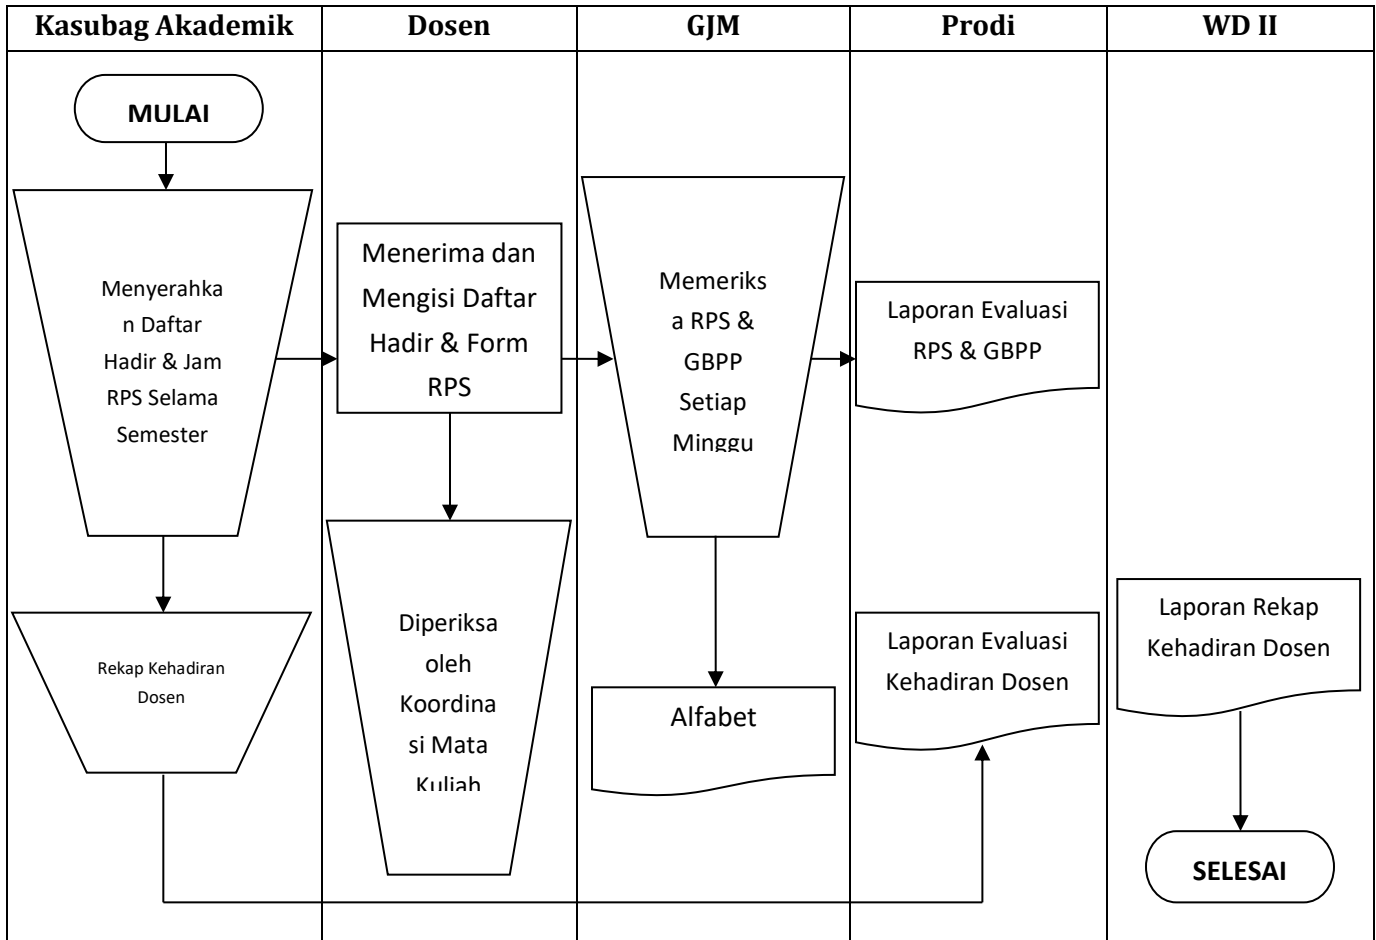 Kasubag Akademik
Dosen
GJM
Prodi
WD II
MULAI
Menyerahka
n Daftar
Hadir & Jam
RPS Selama
Semester
Rekap Kehadiran
Dosen
Menerima dan
Mengisi Daftar
Hadir & Form
RPS
Diperiksa
oleh
Koordina
si Mata
Kuliah
Memeriks
a RPS &
GBPP
Setiap
Minggu
Alfabet
Laporan Evaluasi
RPS & GBPP
Laporan Evaluasi
Kehadiran Dosen
Laporan Rekap
Kehadiran Dosen
SELESAI